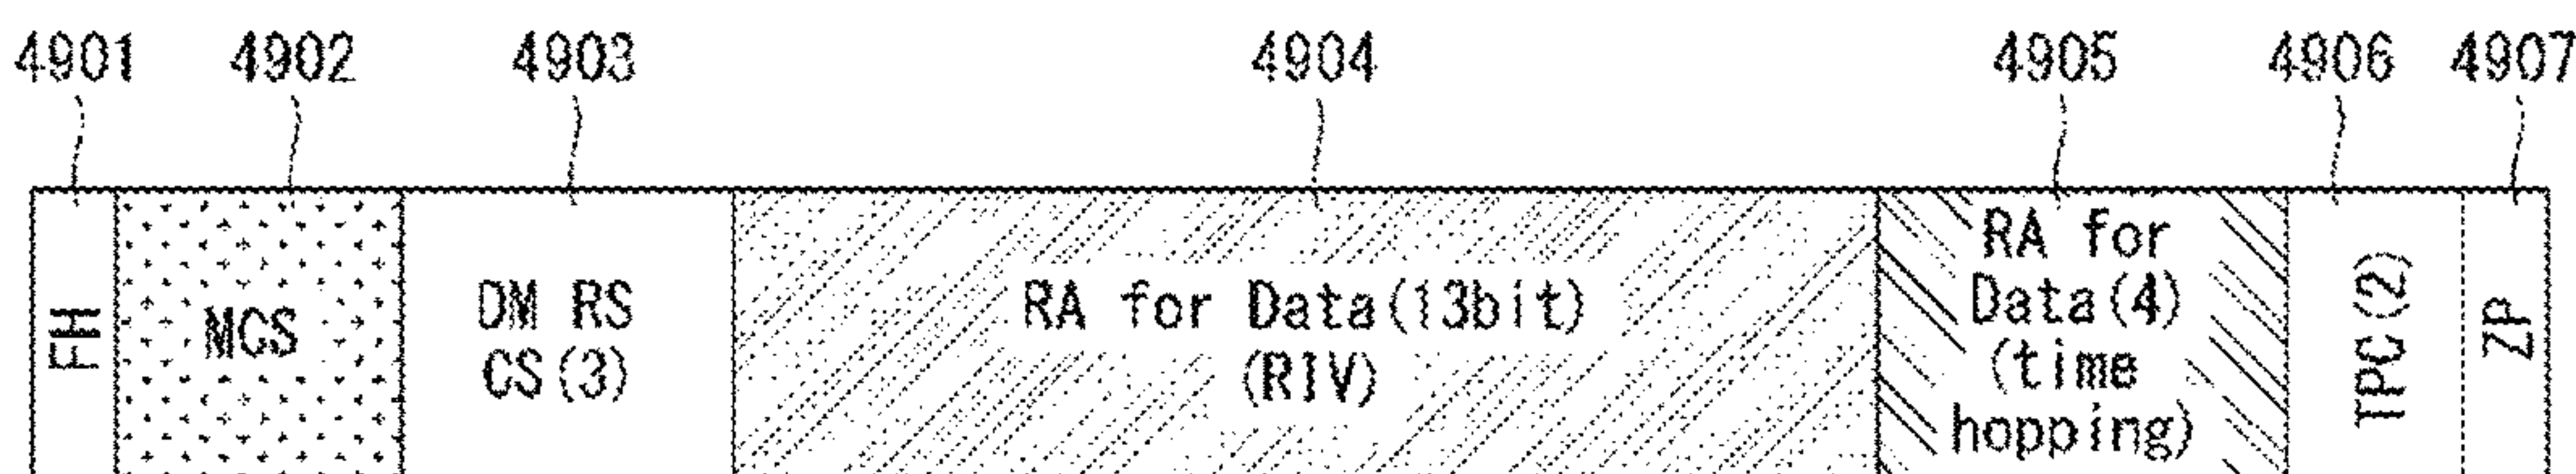 4901 4902 4903 4904 4905 4906 4907
FH
MCS
DM RS
CS(3)
RA for Data(13bit)
(RIV)
RA for
Data(4)
(time
hopping)
TPC(2)
ZP